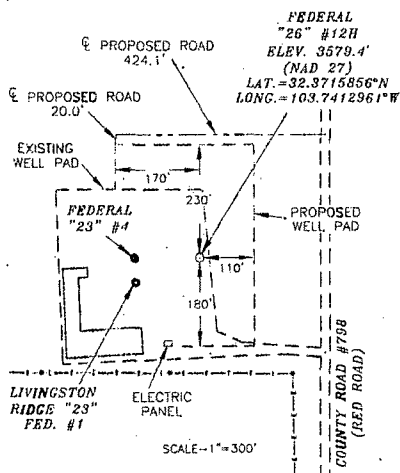 FEDERAL
"26" #12H
ELEV. 3579.4'
(NAD 27)
LAT.=32.3715856°N
LONG.=103.7412961°W
℄ PROPOSED ROAD
424.1'
℄ PROPOSED ROAD
20.0'
EXISTING
WELL PAD
170'
230'
FEDERAL
"23" #4
PROPOSED
WELL PAD
110'
180'
LIVINGSTON
RIDGE "23"
FED. #1
ELECTRIC
PANEL
COUNTY ROAD #798
(RED ROAD)
SCALE-1"=300'